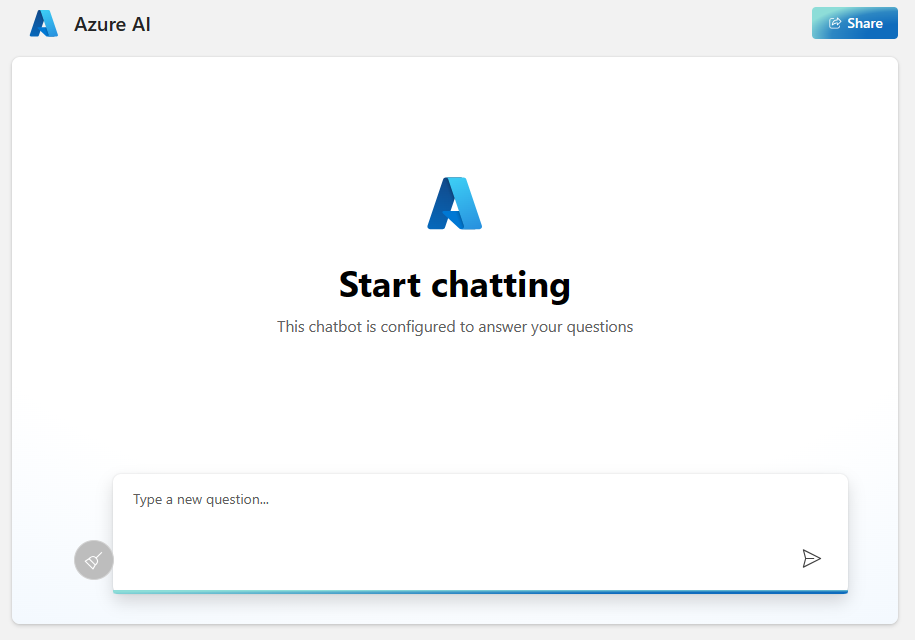 Azure AI
Share
Start chatting
This chatbot is configured to answer your questions
Type a new question...